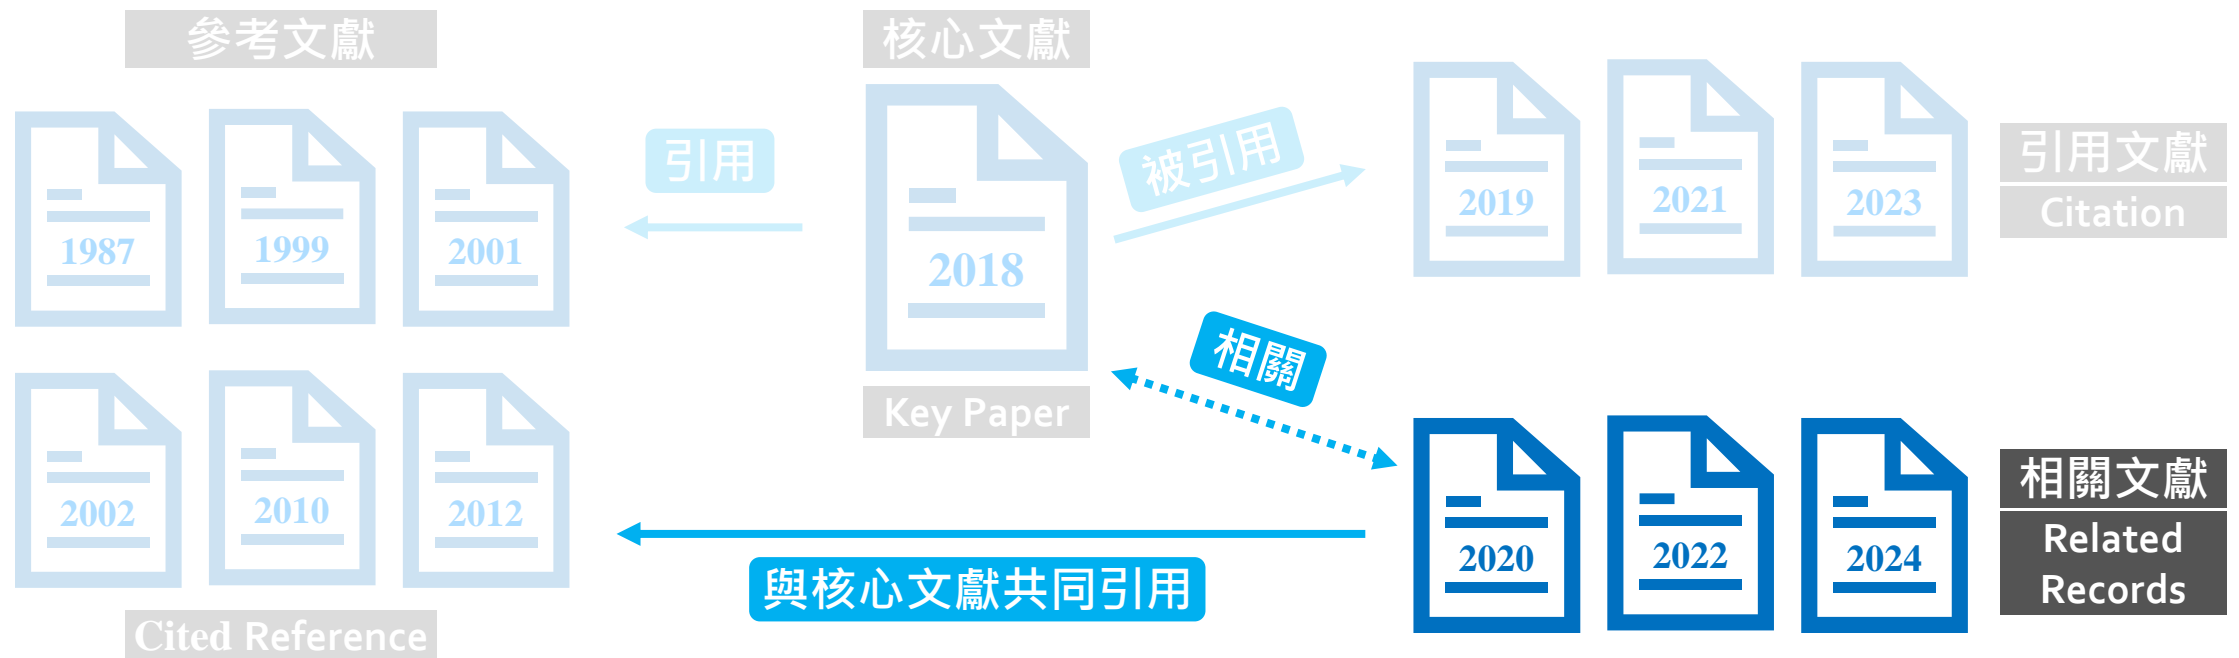 參考文獻
1987
1999
2001
2002
2010
2012
Cited Reference
引用
核心文獻
2018
Key Paper
被引用
2019
2021
2023
引用文獻
Citation
相關
與核心文獻共同引用
2020
2022
2024
相關文獻
Related
Records